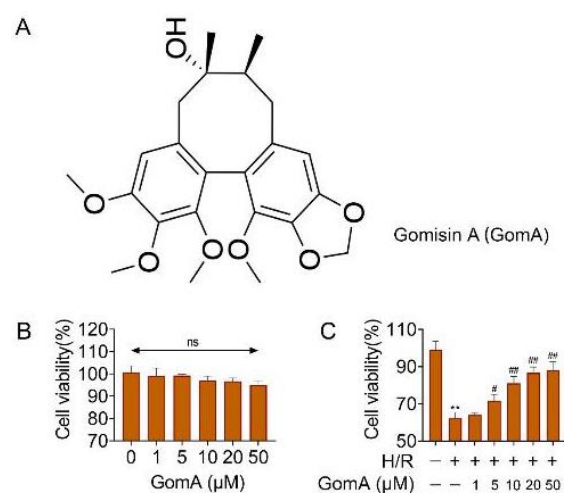 A
OH
O
O
O
O
O
O
Gomisin A (GomA)
B
Cell viability(%)
120
110
100
90
80
70
ns
0 1 5 10 20 50
GomA (μM)
C
Cell viability(%)
110
90
70
50
** # ## ## ##
H/R − + + + + + +
GomA (μM) − − 1 5 10 20 50